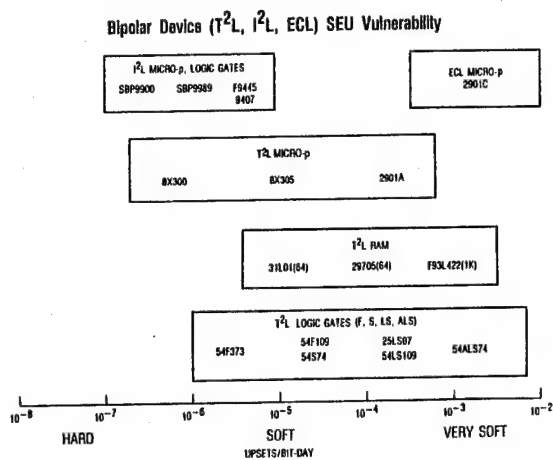 Bipolar Device (T²L, I²L, ECL) SEU Vulnerability
I²L MICRO-p, LOGIC GATES
SBP9900 SBP9989 F9445
9407
ECL MICRO-p
2901C
T²L MICRO-p
8X300 8X305 2901A
T²L RAM
31L01(64) 29705(64) F93L422(1K)
T²L LOGIC GATES (F, S, LS, ALS)
54F373 54F109 25LS07 54ALS74
54S74 54LS109
10⁻⁸ 10⁻⁷ 10⁻⁶ 10⁻⁵ 10⁻⁴ 10⁻³ 10⁻²
HARD SOFT VERY SOFT
UPSETS/BIT-DAY